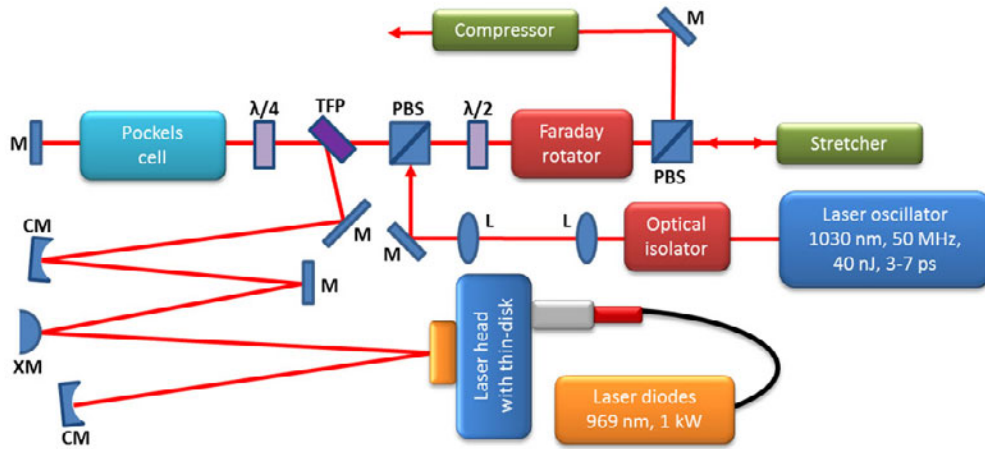 M
Compressor
λ/4
TFP
PBS
λ/2
M
Pockels
cell
Faraday
rotator
Stretcher
PBS
CM
M
M
L
L
Optical
isolator
Laser oscillator
1030 nm, 50 MHz,
40 nJ, 3-7 ps
M
XM
Laser head
with thin-disk
CM
Laser diodes
969 nm, 1 kW